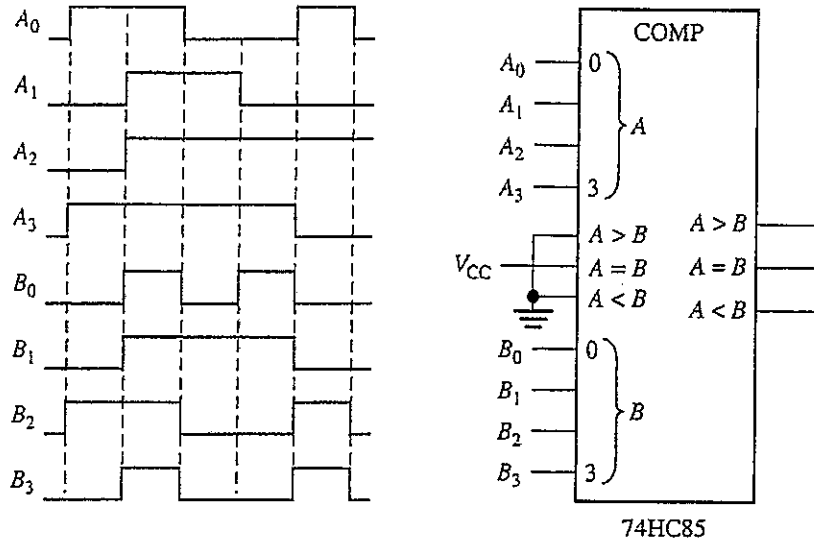 A₀
A₁
A₂
A₃
B₀
B₁
B₂
B₃
COMP
A₀ 0
A₁
A
A₂
A₃ 3
A > B A > B
V_CC A = B A = B
A < B A < B
B₀ 0
B₁
B
B₂
B₃ 3
74HC85